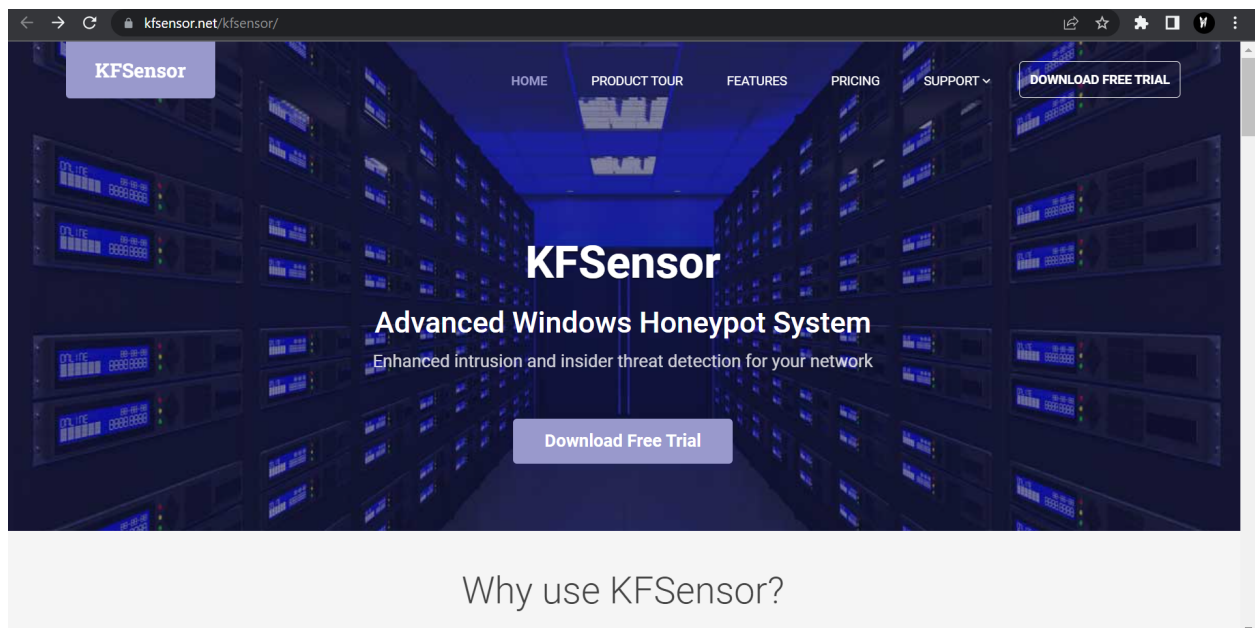 kfsensor.net/kfsensor/
KFSensor
HOME PRODUCT TOUR FEATURES PRICING SUPPORT DOWNLOAD FREE TRIAL
KFSensor
Advanced Windows Honeypot System
Enhanced intrusion and insider threat detection for your network
Download Free Trial
Why use KFSensor?